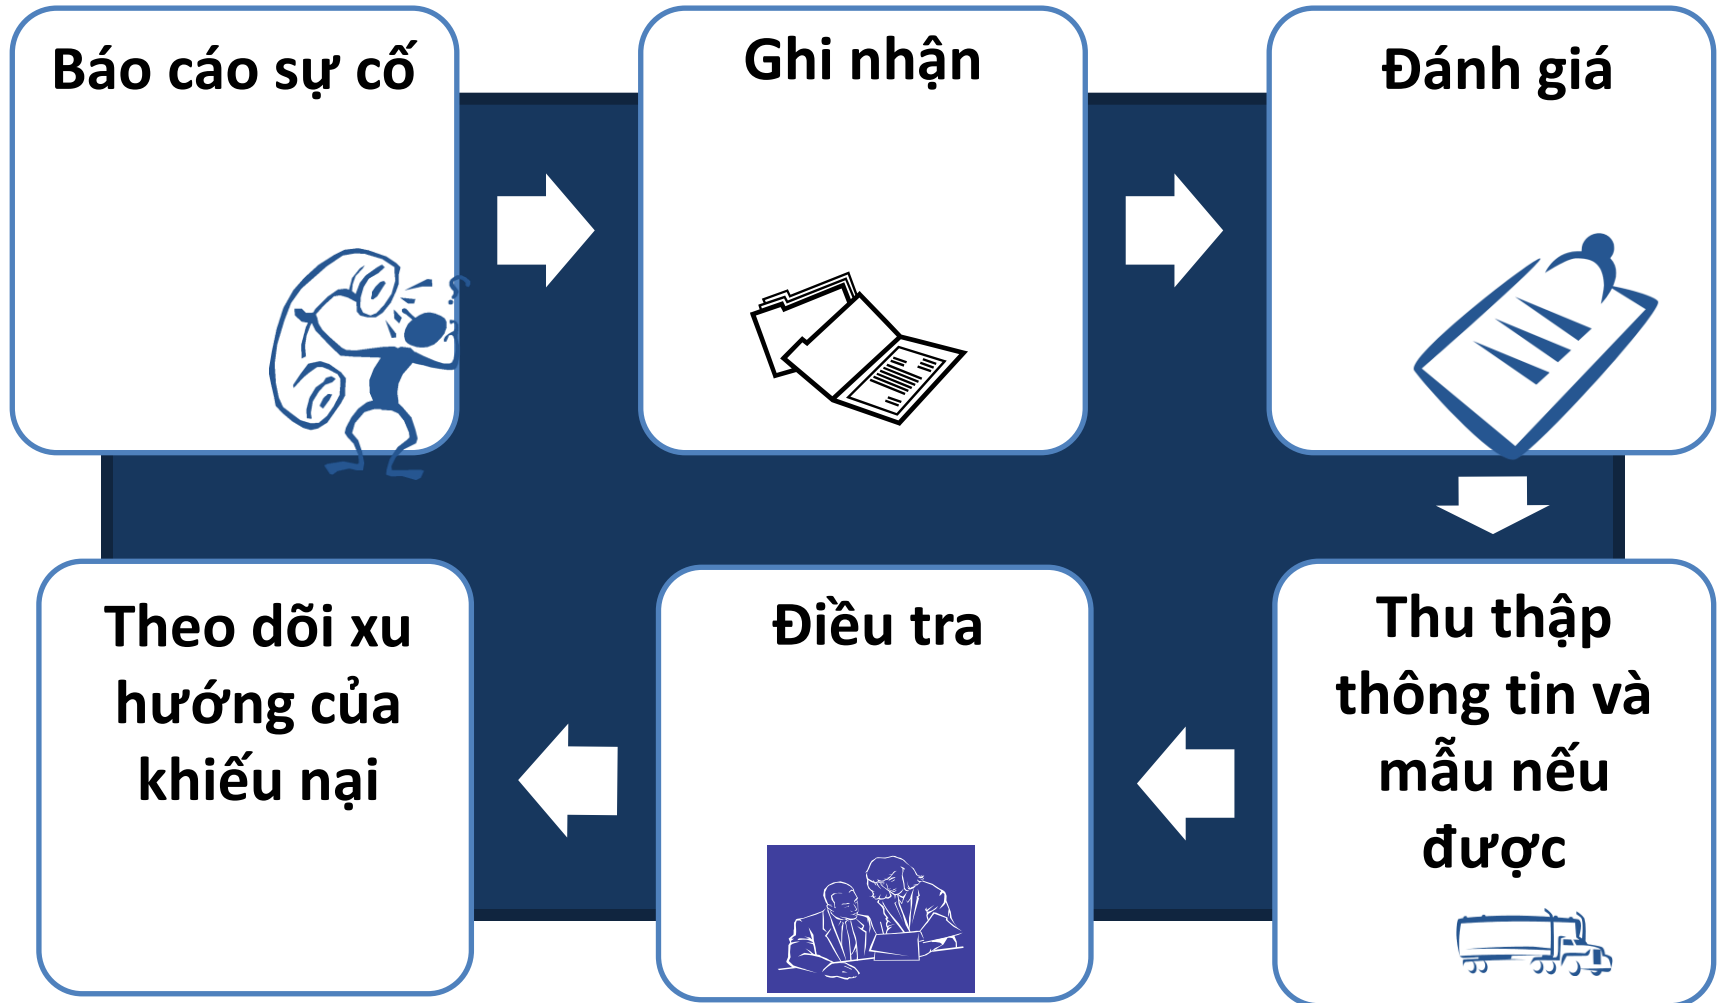 Báo cáo sự cố
Ghi nhận
Đánh giá
Thu thập
thông tin và
mẫu nếu
được
Điều tra
Theo dõi xu
hướng của
khiếu nại